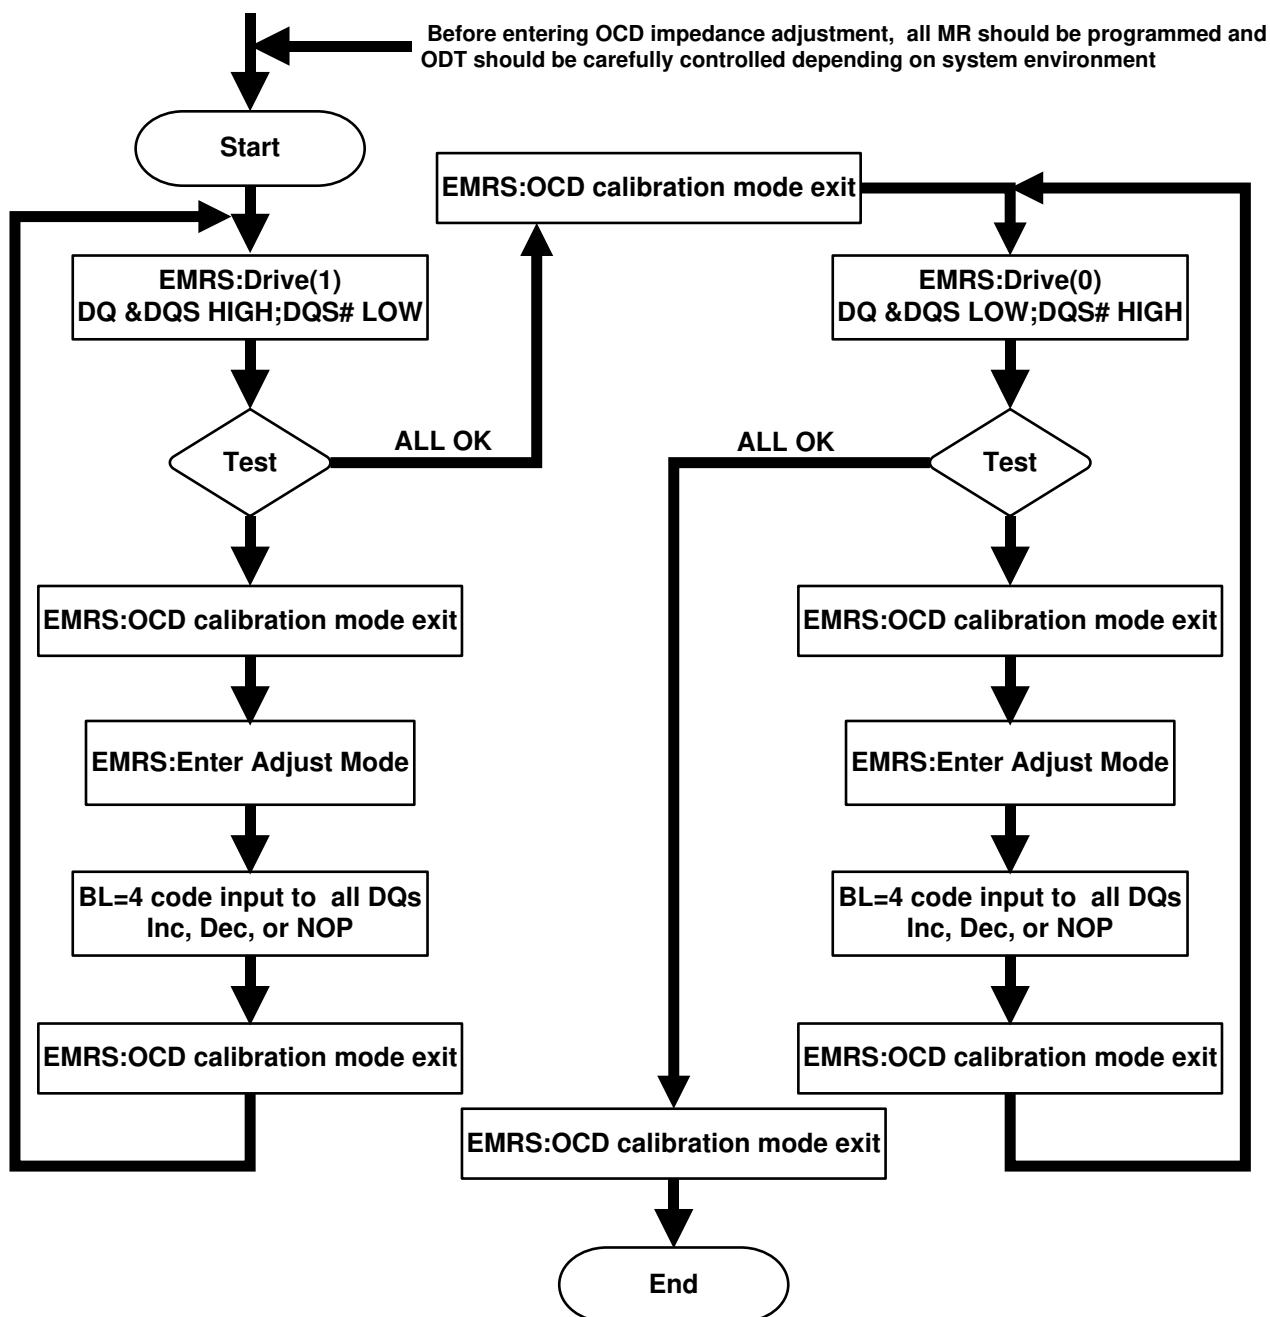 Before entering OCD impedance adjustment, all MR should be programmed and
ODT should be carefully controlled depending on system environment
Start
EMRS:OCD calibration mode exit
EMRS:Drive(1)
DQ &DQS HIGH;DQS# LOW
EMRS:Drive(0)
DQ &DQS LOW;DQS# HIGH
Test
ALL OK
ALL OK
Test
EMRS:OCD calibration mode exit
EMRS:OCD calibration mode exit
EMRS:Enter Adjust Mode
EMRS:Enter Adjust Mode
BL=4 code input to all DQs
Inc, Dec, or NOP
BL=4 code input to all DQs
Inc, Dec, or NOP
EMRS:OCD calibration mode exit
EMRS:OCD calibration mode exit
EMRS:OCD calibration mode exit
End